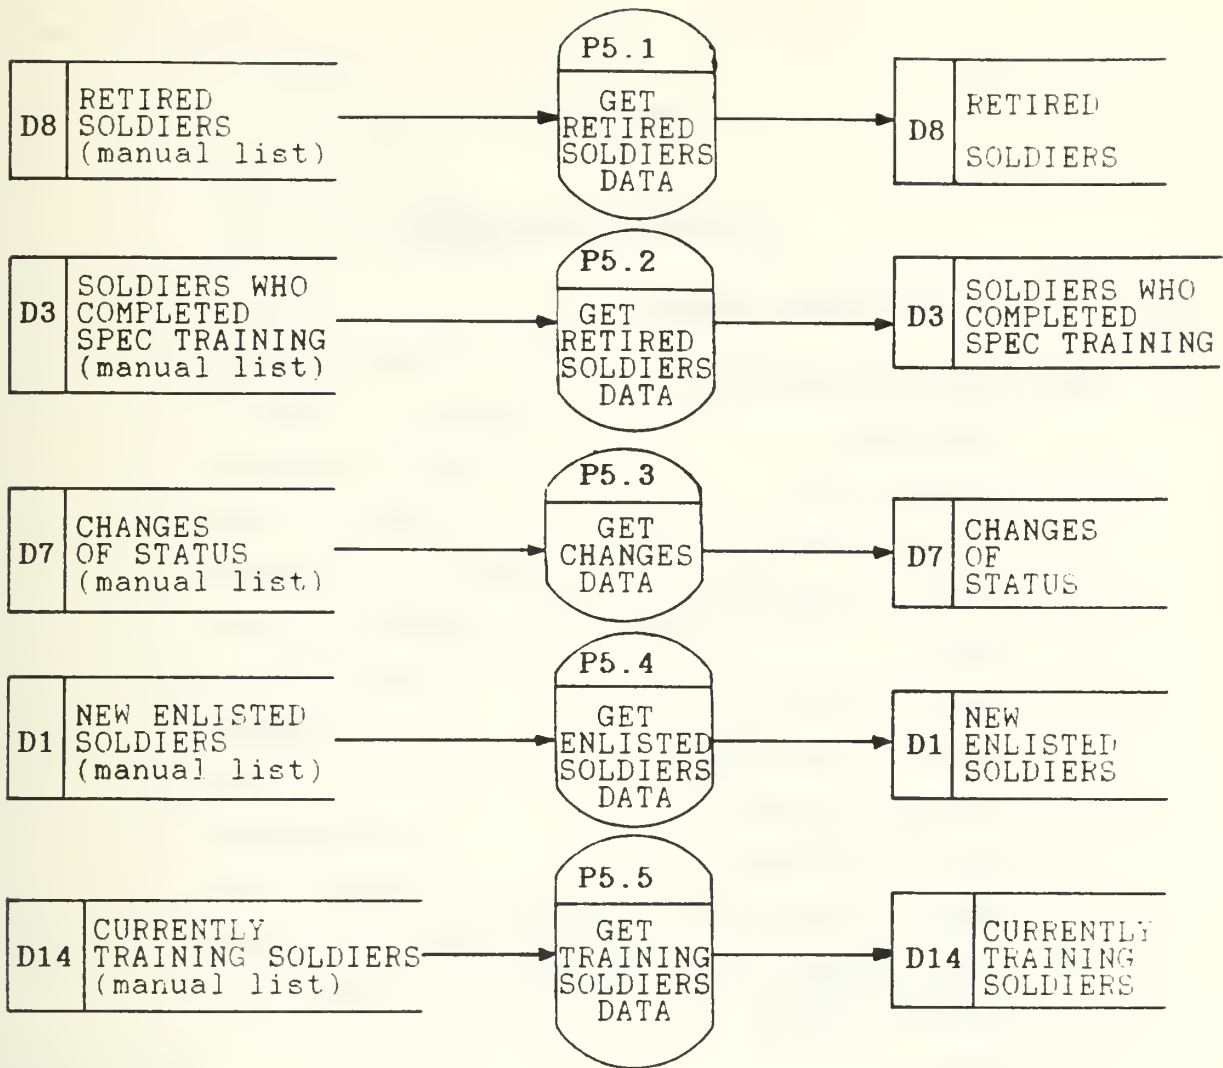 P5.1
D8
RETIRED
SOLDIERS
(manual list)
GET
RETIRED
SOLDIERS
DATA
D8
RETIRED
SOLDIERS
P5.2
D3
SOLDIERS WHO
COMPLETED
SPEC TRAINING
(manual list)
GET
RETIRED
SOLDIERS
DATA
D3
SOLDIERS WHO
COMPLETED
SPEC TRAINING
P5.3
D7
CHANGES
OF STATUS
(manual list)
GET
CHANGES
DATA
D7
CHANGES
OF
STATUS
P5.4
D1
NEW ENLISTED
SOLDIERS
(manual list)
GET
ENLISTED
SOLDIERS
DATA
D1
NEW
ENLISTED
SOLDIERS
P5.5
D14
CURRENTLY
TRAINING SOLDIERS
(manual list)
GET
TRAINING
SOLDIERS
DATA
D14
CURRENTLY
TRAINING
SOLDIERS